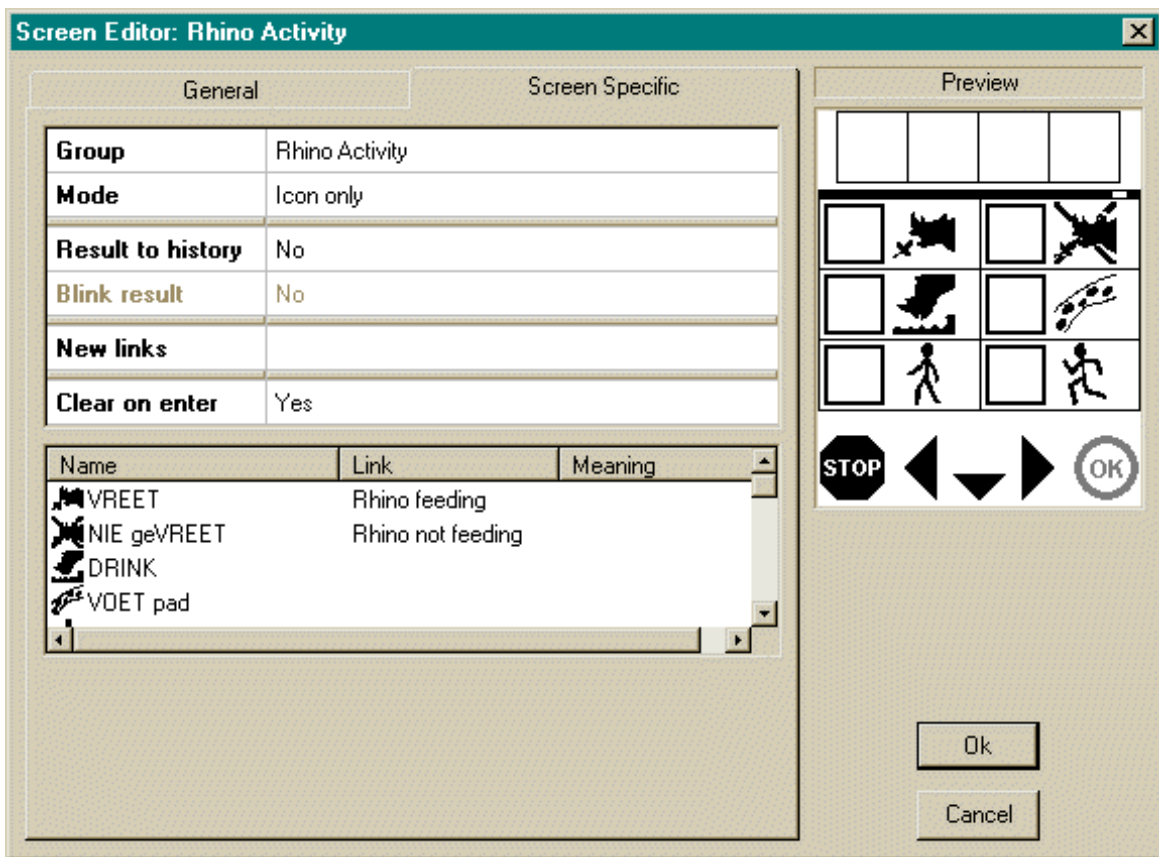 Screen Editor: Rhino Activity
General Screen Specific
Group Rhino Activity
Mode Icon only
Result to history No
Blink result No
New links
Clear on enter Yes
Name Link Meaning
VREET Rhino feeding
NIE geVREET Rhino not feeding
DRINK
VOET pad
Preview
STOP OK
Ok
Cancel